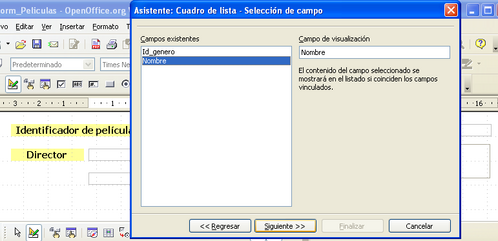 orm_Peliculas - OpenOffice.org
Asistente: Cuadro de lista - Selección de campo
Ver Insertar Formato
Predeterminado
Times Ne
Campos existentes
Id_genero
Nombre
Campo de visualización
Nombre
El contenido del campo seleccionado se
mostrará en el listado si coinciden los campos
vinculados.
Identificador de película
Director
<< Regresar
Siguiente >>
Finalizar
Cancelar